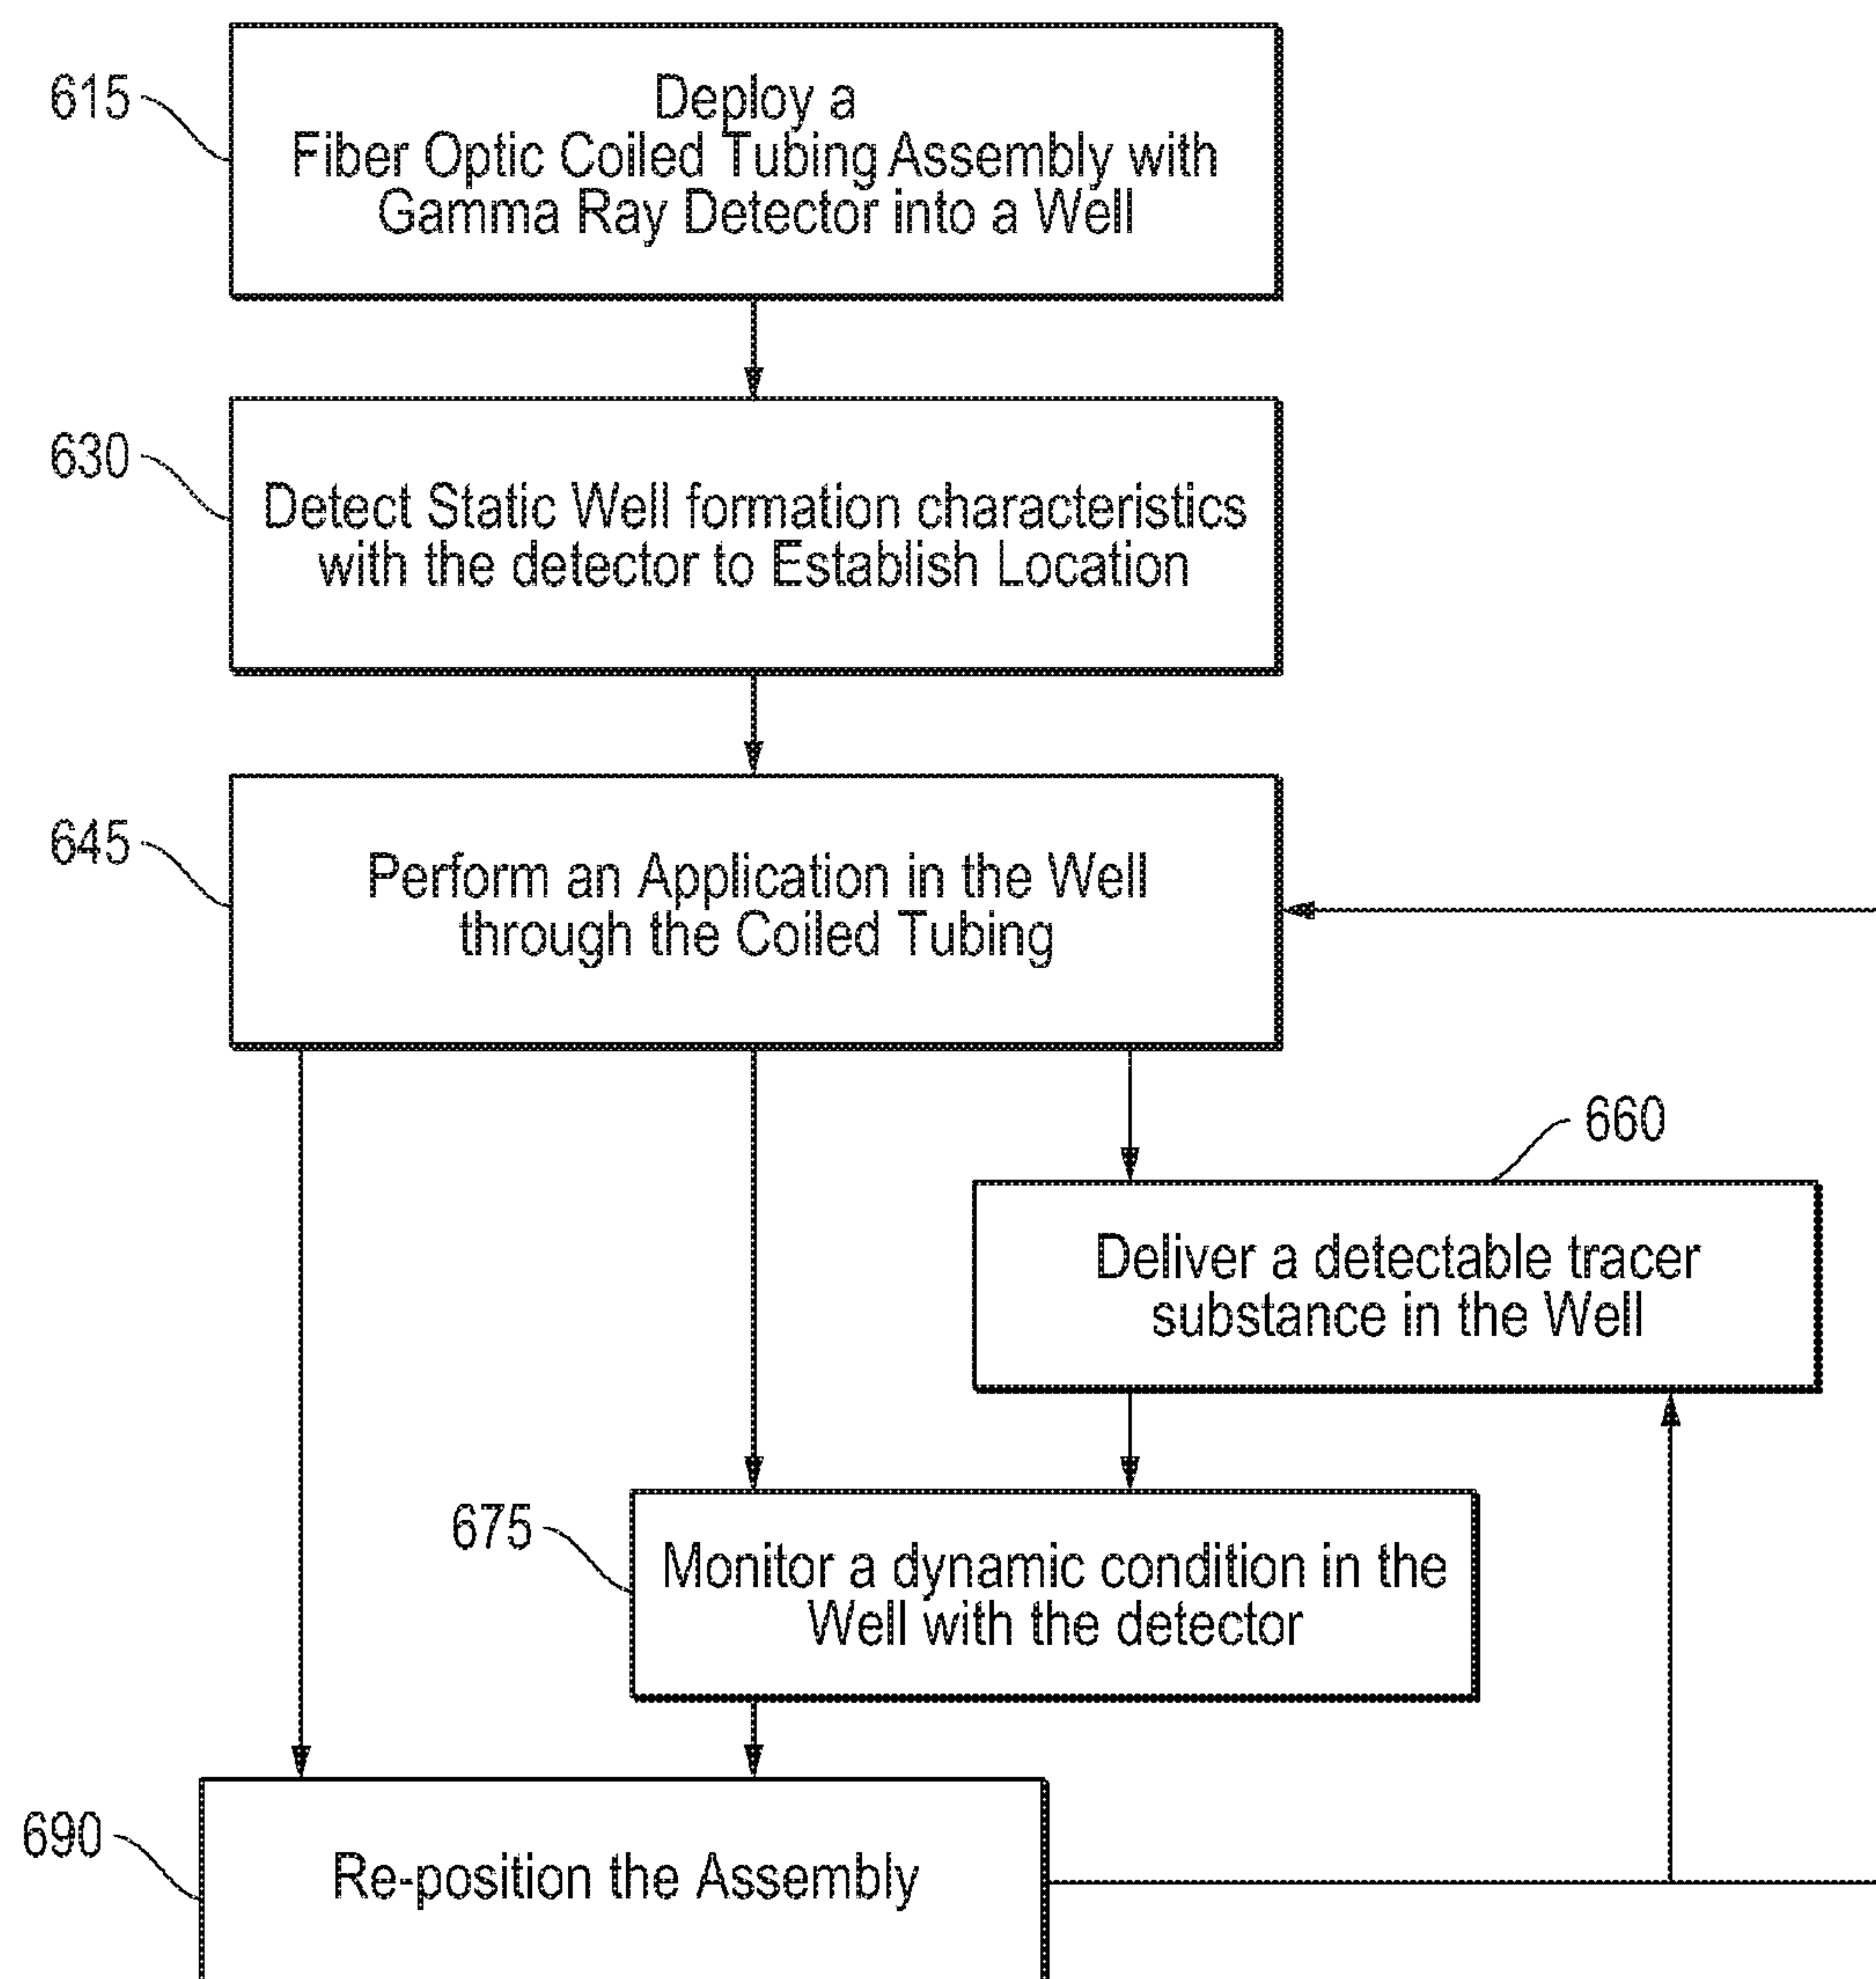 615
Deploy a
Fiber Optic Coiled Tubing Assembly with
Gamma Ray Detector into a Well
630
Detect Static Well formation characteristics
with the detector to Establish Location
645
Perform an Application in the Well
through the Coiled Tubing
660
Deliver a detectable tracer
substance in the Well
675
Monitor a dynamic condition in the
Well with the detector
690
Re-position the Assembly